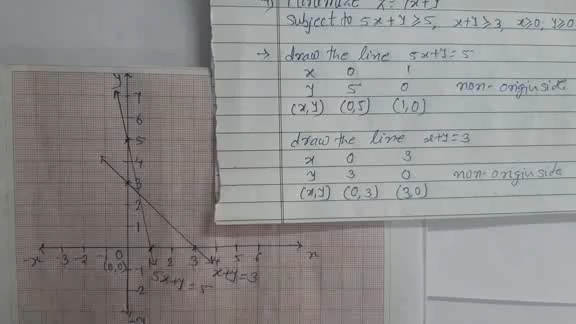 z = 7x+y
subject to 5x+y≥5, x+y≥3, x≥0, y≥0
→ draw the line 5x+y=5
x 0 1
y 5 0 non-origin side
(x,y) (0,5) (1,0)
draw the line x+y=3
x 0 3
y 3 0 non-origin side
(x,y) (0,3) (3,0)
y
7
6
5
4
3
2
1
-x -3 -2 -1 0 1 2 3 4 5 6 x
(0,0)
-1
-2
-y
5x+y=5
x+y=3